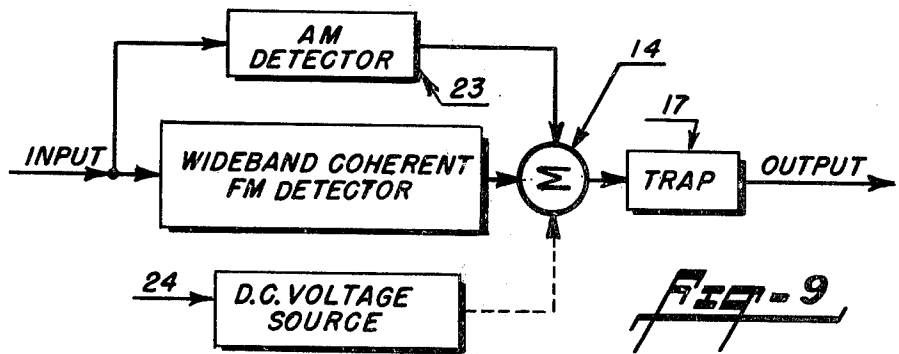 AM
DETECTOR
23
14
17
INPUT
WIDEBAND COHERENT
FM DETECTOR
Σ
TRAP
OUTPUT
24
D.C. VOLTAGE
SOURCE
FIG-9